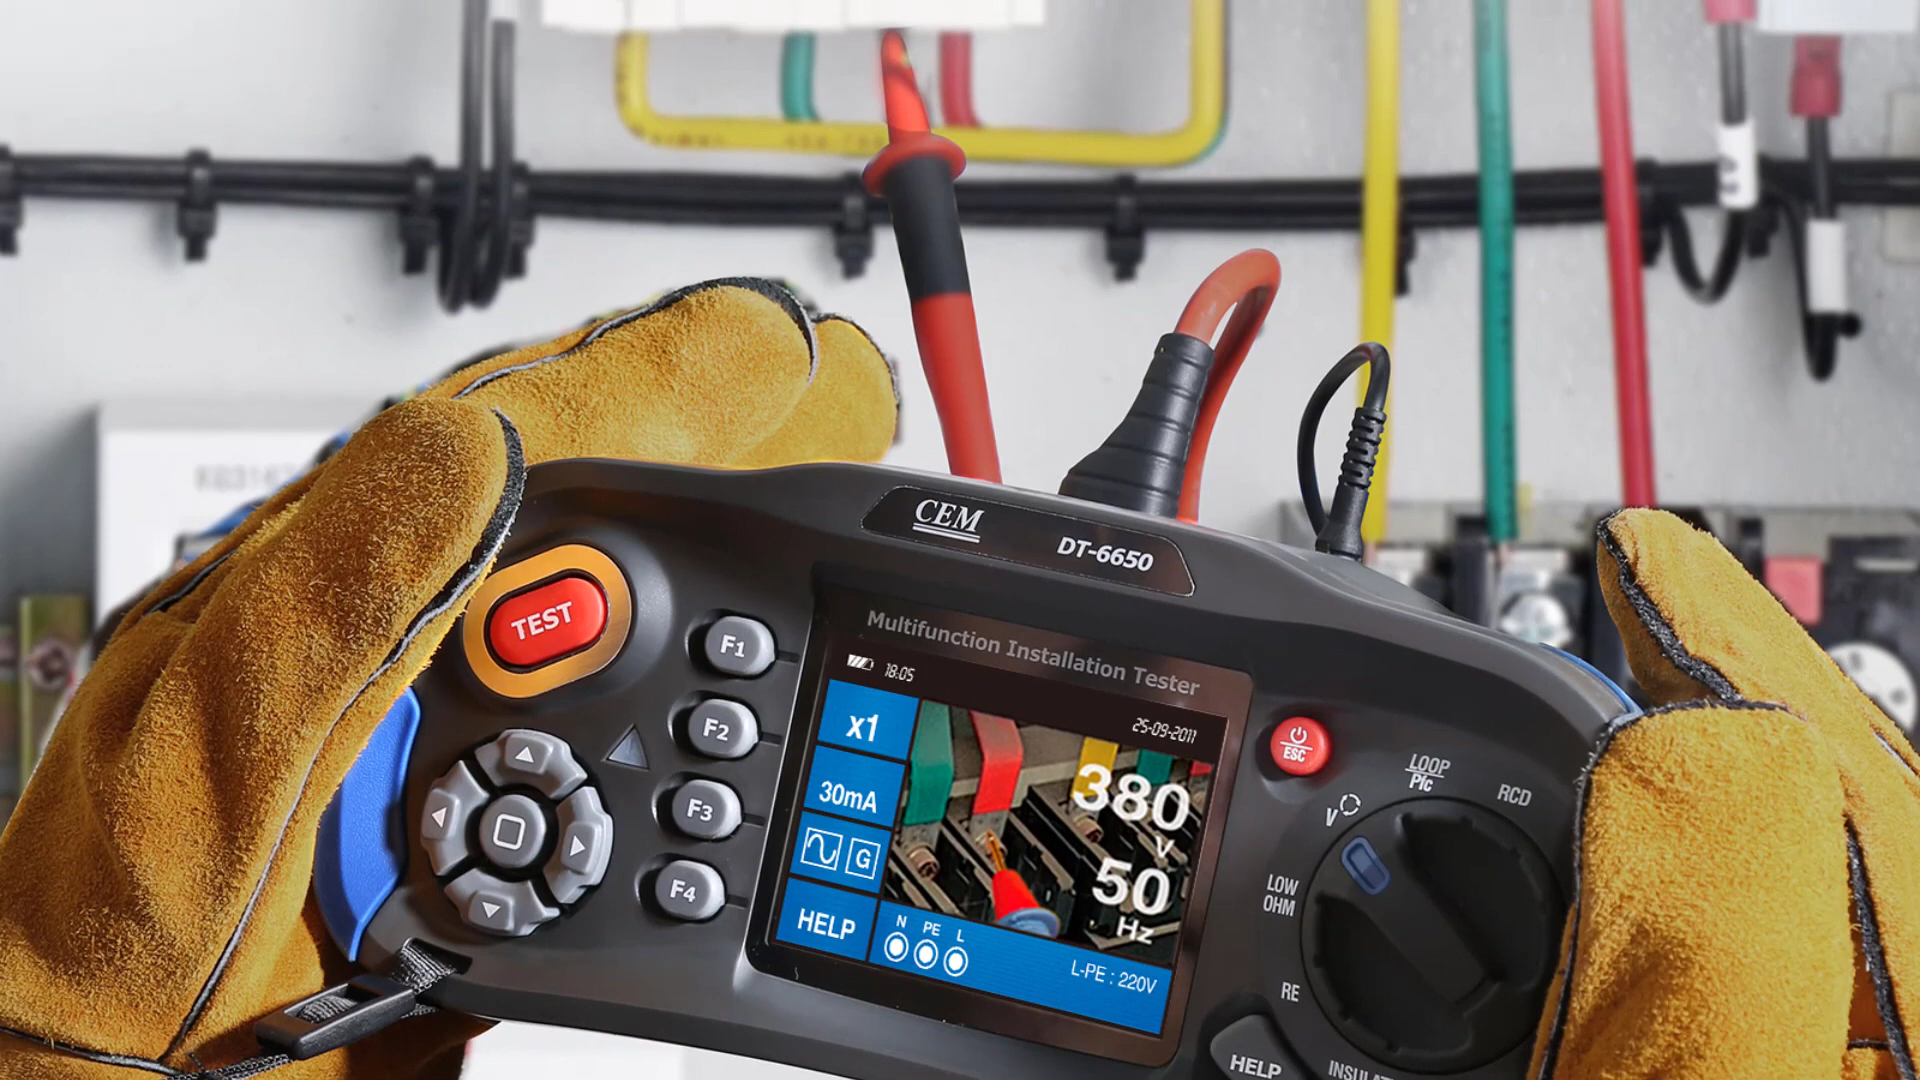 CEM
DT-6650
Multifunction Installation Tester
18:05
25-09-2011
TEST
F1
F2
F3
F4
x1
30mA
G
HELP
380
V
50
Hz
N PE L
L-PE : 220V
ESC
V
LOOP
Pfc
RCD
LOW
OHM
RE
HELP